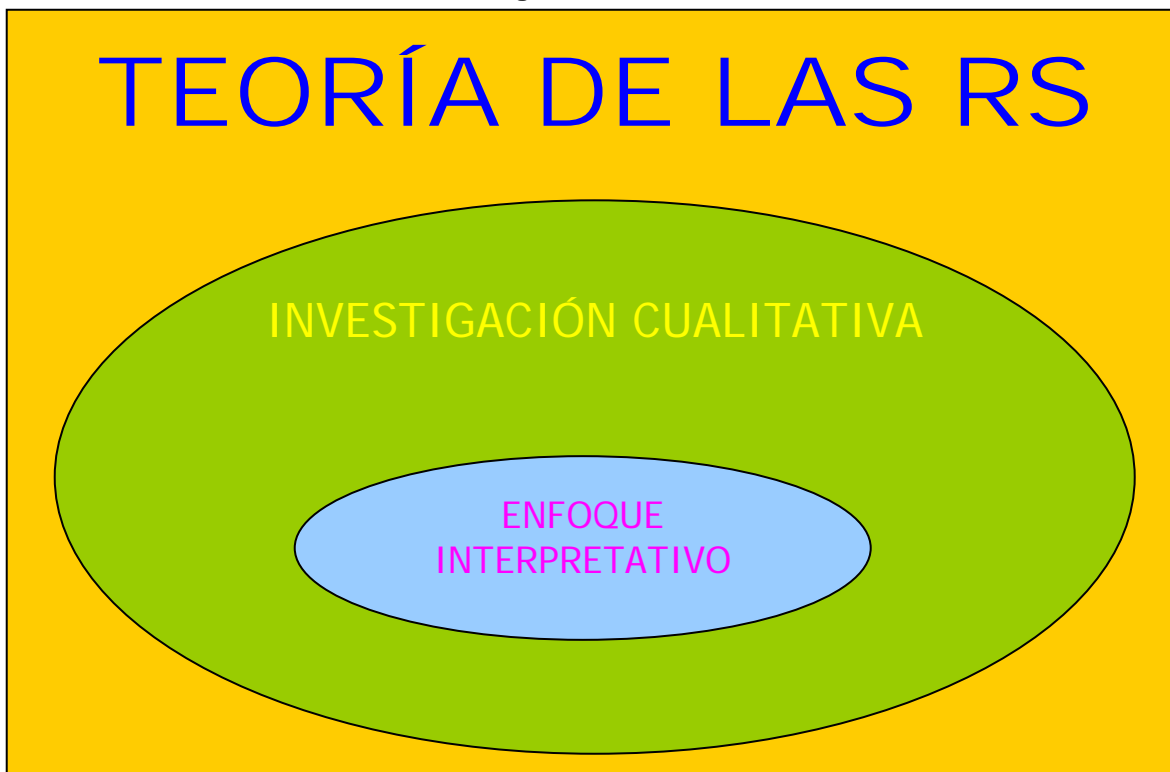 TEORÍA DE LAS RS
INVESTIGACIÓN CUALITATIVA
ENFOQUE
INTERPRETATIVO